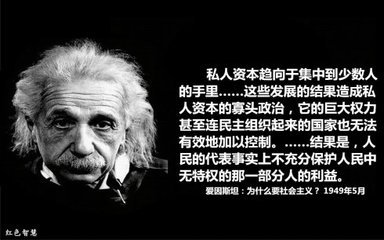 私人资本趋向于集中到少数人
的手里……这些发展的结果造成私
人资本的寡头政治，它的巨大权力
甚至连民主组织起来的国家也无法
有效地加以控制。……结果是，人
民的代表事实上不充分保护人民中
无特权的那一部分人的利益。
爱因斯坦：为什么要社会主义？ 1949年5月
红色智慧